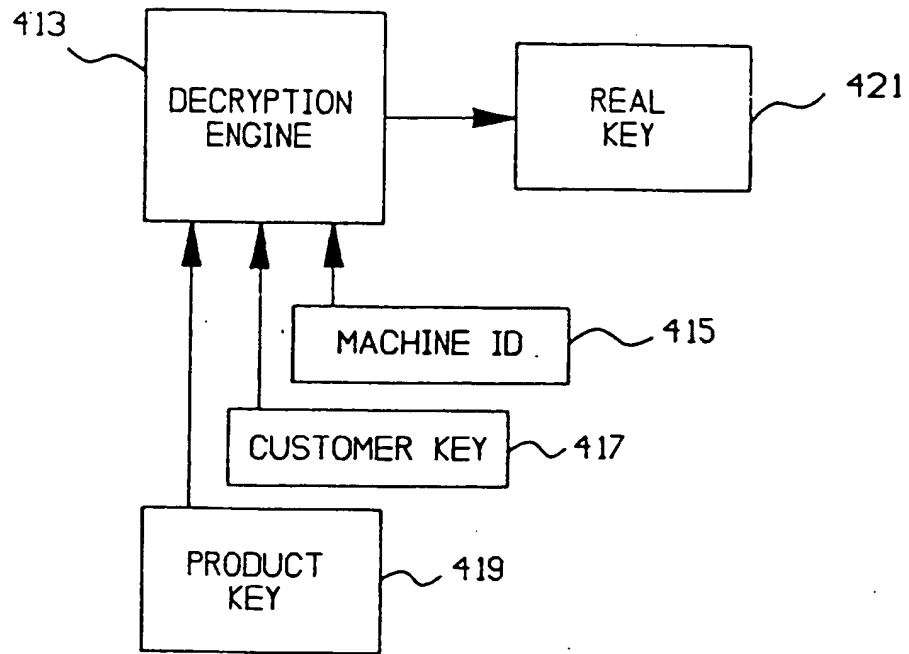 413
DECRYPTION
ENGINE
REAL
KEY
421
MACHINE ID
415
CUSTOMER KEY
417
PRODUCT
KEY
419